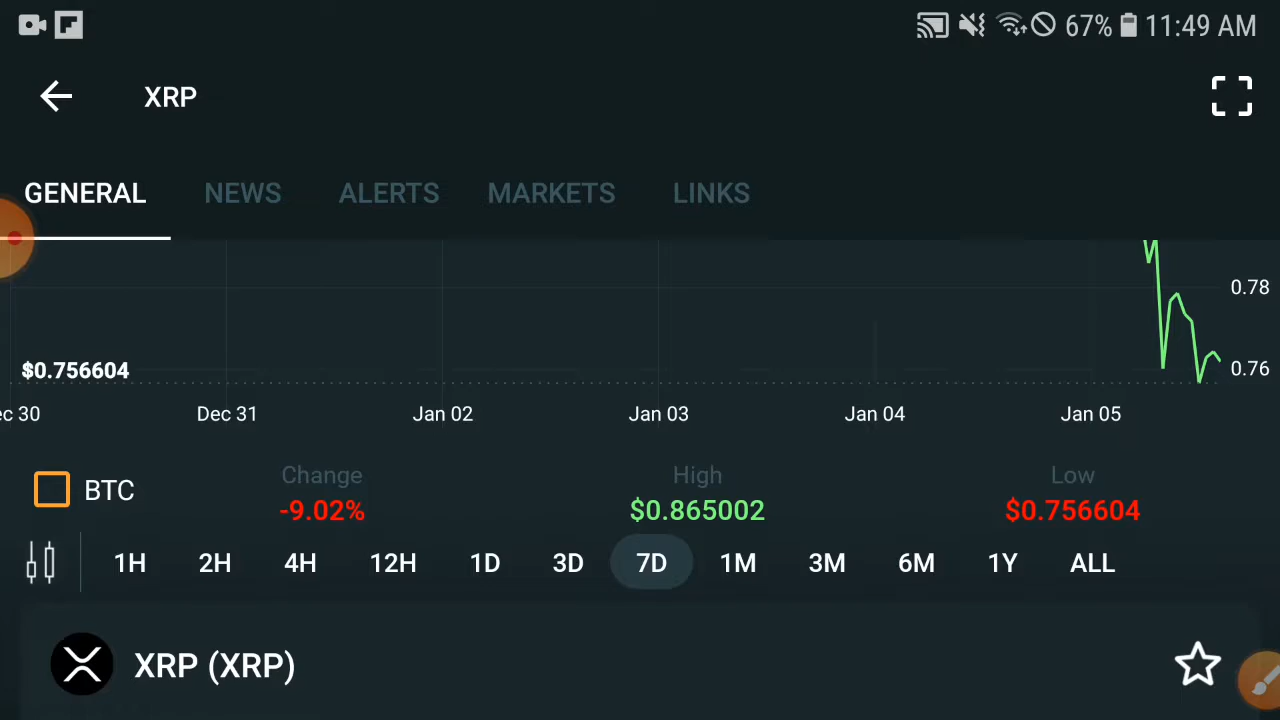 67% 11:49 AM
XRP
GENERAL NEWS ALERTS MARKETS LINKS
0.78
$0.756604 0.76
ec 30 Dec 31 Jan 02 Jan 03 Jan 04 Jan 05
Change High Low
BTC -9.02% $0.865002 $0.756604
1H 2H 4H 12H 1D 3D 7D 1M 3M 6M 1Y ALL
XRP (XRP)